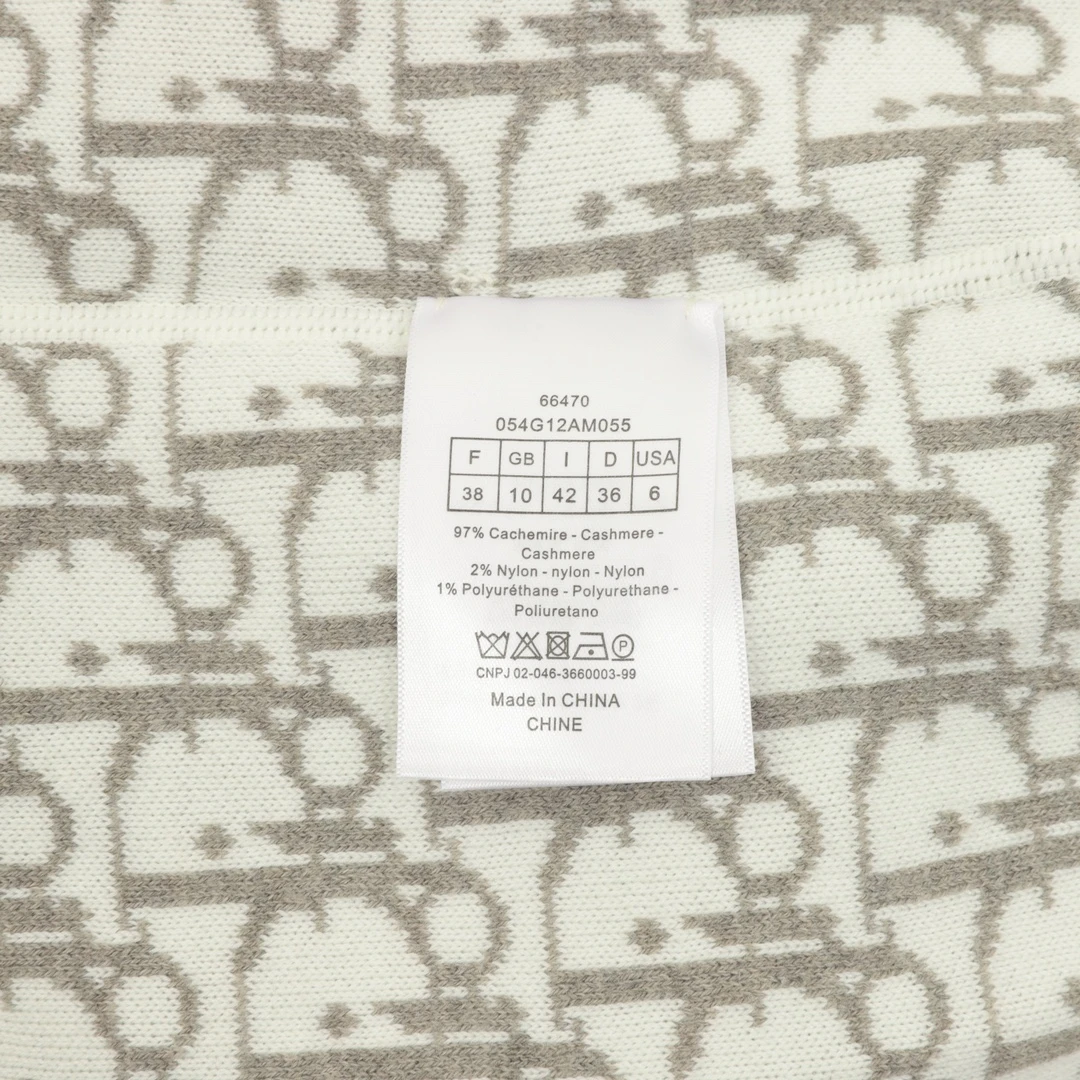 66470
054G12AM055
F GB I D USA
38 10 42 36 6
97% Cachemire - Cashmere -
Cashmere
2% Nylon - nylon - Nylon
1% Polyuréthane - Polyurethane -
Poliuretano
P
CNPJ 02-046-3660003-99
Made In CHINA
CHINE